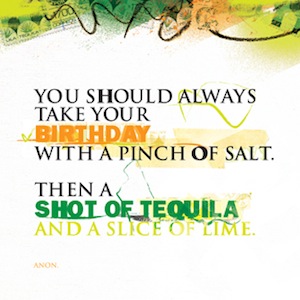 YOU SHOULD ALWAYS
TAKE YOUR
BIRTHDAY
WITH A PINCH OF SALT.
THEN A
SHOT OF TEQUILA
AND A SLICE OF LIME.
ANON.